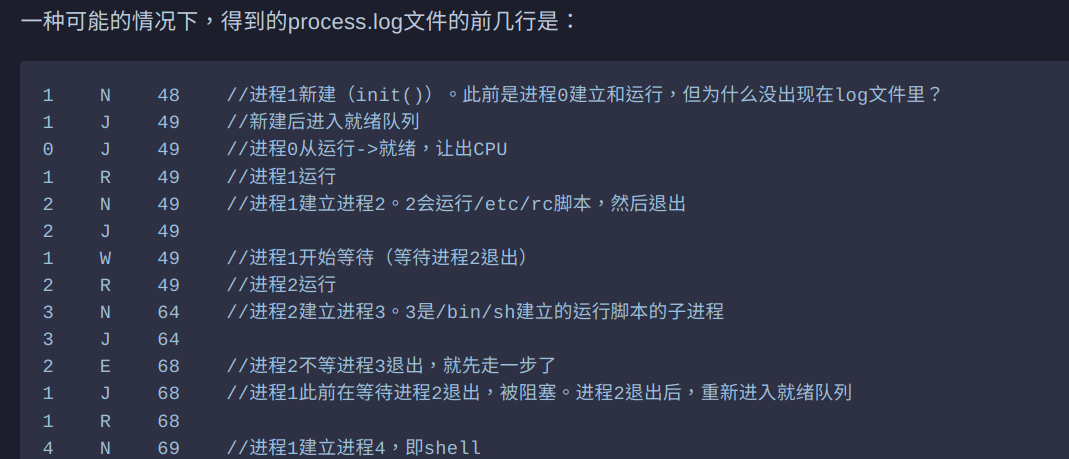 一种可能的情况下，得到的process.log文件的前几行是：
1    N    48    //进程1新建（init()）。此前是进程0建立和运行，但为什么没出现在log文件里？
1    J    49    //新建后进入就绪队列
0    J    49    //进程0从运行->就绪，让出CPU
1    R    49    //进程1运行
2    N    49    //进程1建立进程2。2会运行/etc/rc脚本，然后退出
2    J    49
1    W    49    //进程1开始等待（等待进程2退出）
2    R    49    //进程2运行
3    N    64    //进程2建立进程3。3是/bin/sh建立的运行脚本的子进程
3    J    64
2    E    68    //进程2不等进程3退出，就先走一步了
1    J    68    //进程1此前在等待进程2退出，被阻塞。进程2退出后，重新进入就绪队列
1    R    68
4    N    69    //进程1建立进程4，即shell